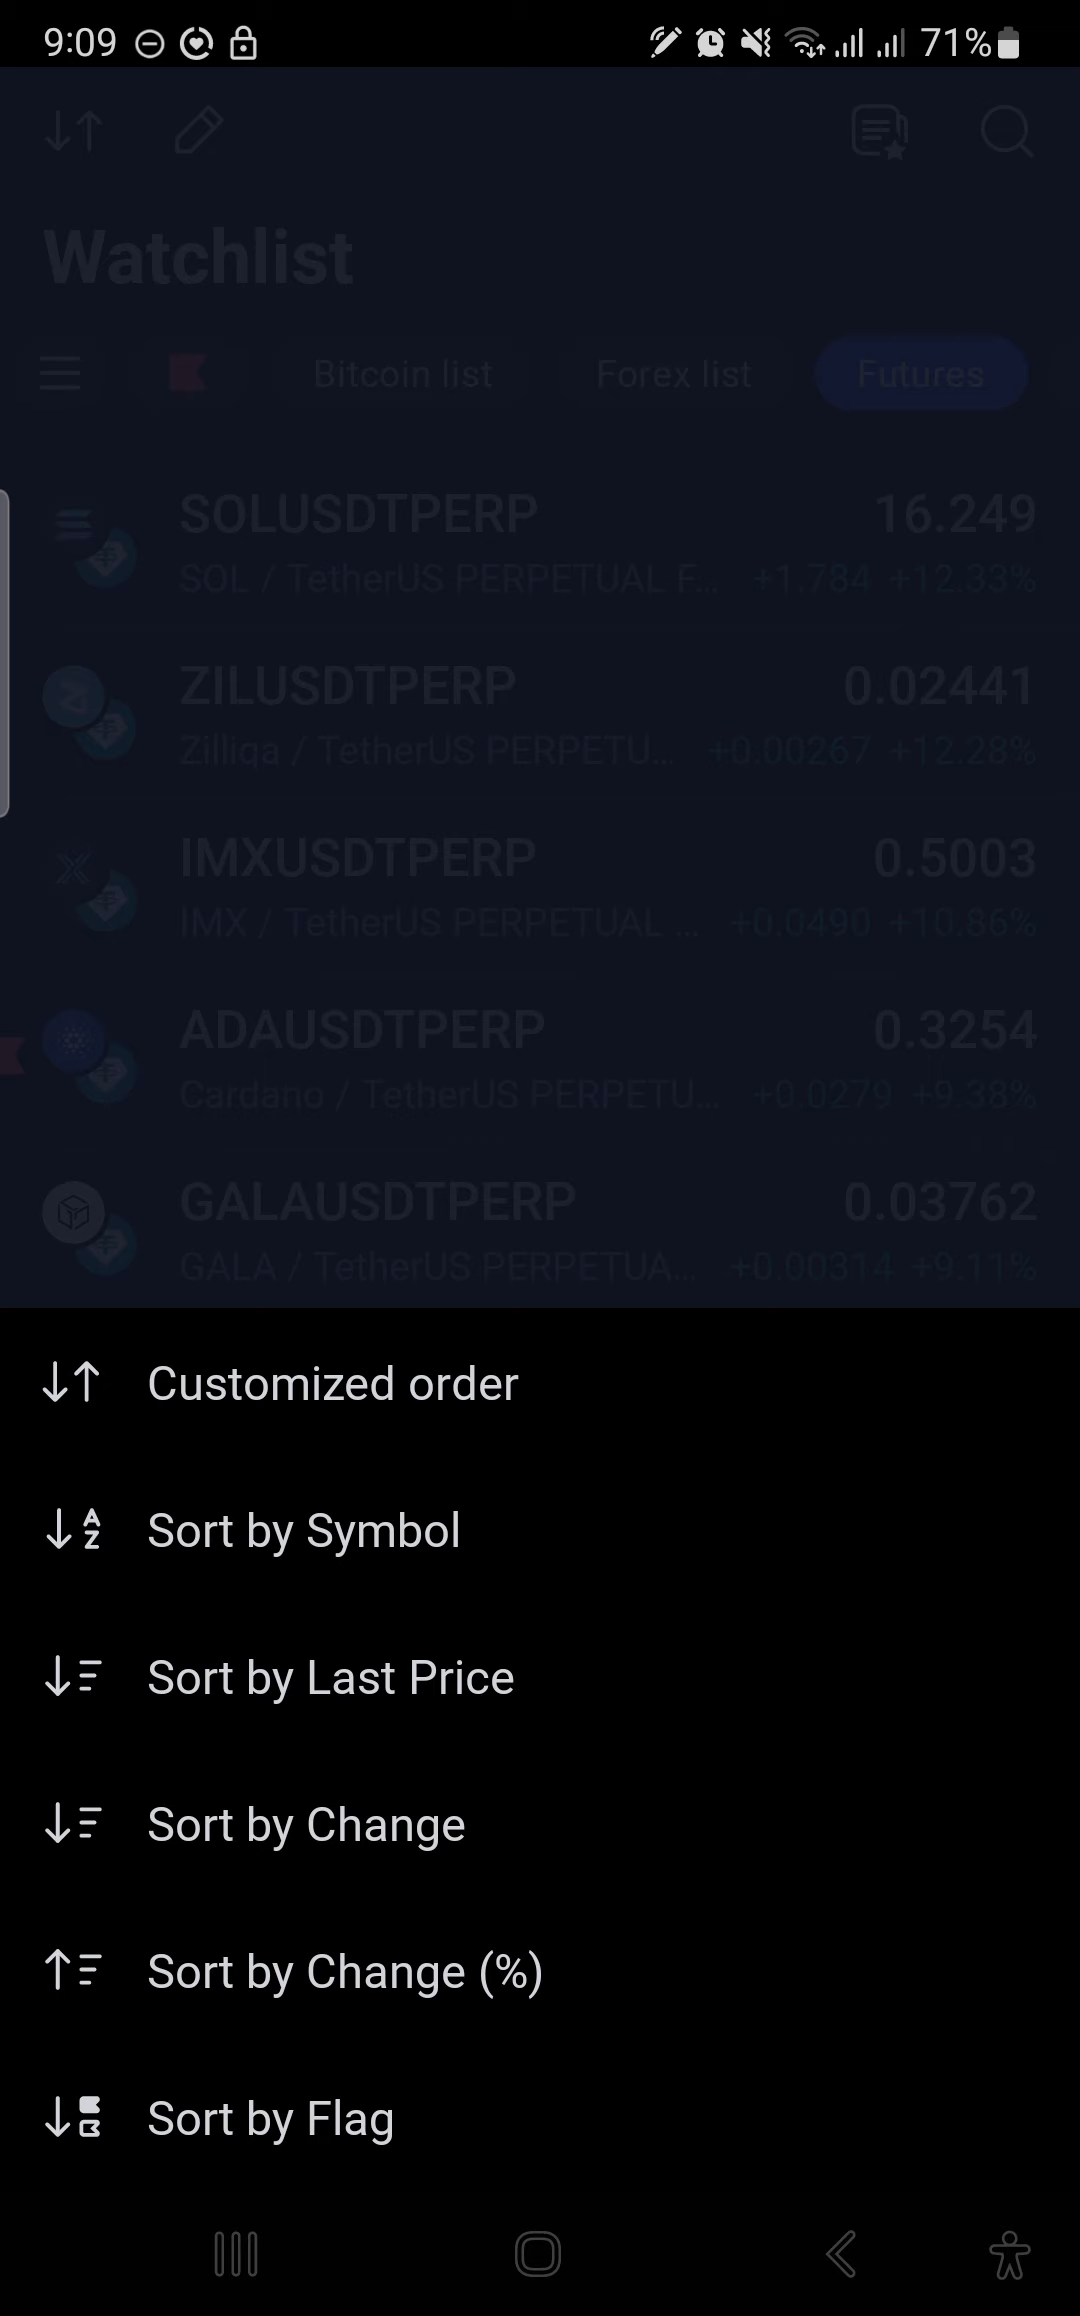 9:09 71%
Watchlist
Bitcoin list Forex list Futures
SOLUSDTPERP 16.249
SOL / TetherUS PERPETUAL F... +1.784 +12.33%
ZILUSDTPERP 0.02441
Zilliqa / TetherUS PERPETU... +0.00267 +12.28%
IMXUSDTPERP 0.5003
IMX / TetherUS PERPETUAL ... +0.0490 +10.86%
ADAUSDTPERP 0.3254
Cardano / TetherUS PERPETU... +0.0279 +9.38%
GALAUSDTPERP 0.03762
GALA / TetherUS PERPETUA... +0.00314 +9.11%
Customized order
Sort by Symbol
Sort by Last Price
Sort by Change
Sort by Change (%)
Sort by Flag